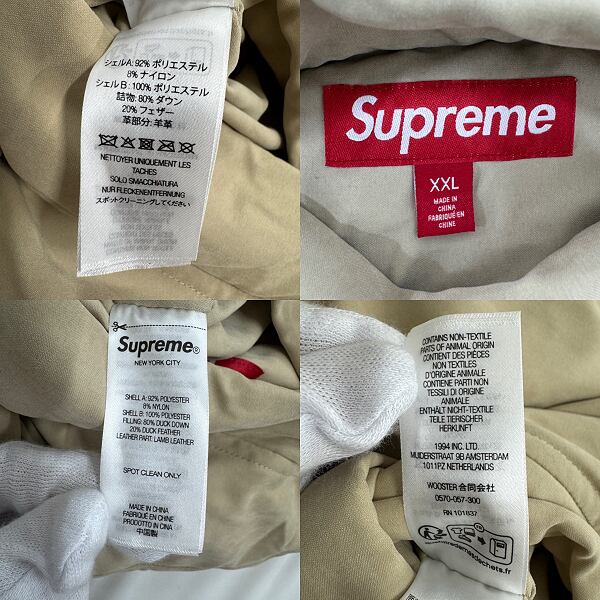 シェルA: 92% ポリエステル
8% ナイロン
シェル B: 100% ポリエステル
詰物: 80% ダウン
20% フェザー
革部分: 羊革
NETTOYER UNIQUEMENT LES
TACHES
SOLO SMACCHIATURA
NUR FLECKENENTFERNUNG
スポットクリーニングしてください
Supreme
XXL
MADE IN
CHINA
FABRIQUÉ EN
CHINE
Supreme®
NEW YORK CITY
SHELL A: 92% POLYESTER
8% NYLON
SHELL B: 100% POLYESTER
FILLING: 80% DUCK DOWN
20% DUCK FEATHER
LEATHER PART: LAMB LEATHER
SPOT CLEAN ONLY
MADE IN CHINA
FABRIQUÉ EN CHINE
PRODOTTO IN CINA
中国製
CONTAINS NON-TEXTILE
PARTS OF ANIMAL ORIGIN
CONTIENT DES PIÈCES
NON TEXTILES
D'ORIGINE ANIMALE
CONTIENE PARTI NON
TESSILI DI ORIGINE
ANIMALE
ENTHÄLT NICHT-TEXTILE
TEILE TIERISCHER
HERKUNFT
1994 INC. LTD.
MUIDERSTRAAT 9B AMSTERDAM
1011PZ NETHERLANDS
WOOSTER 合同会社
0570-057-300
RN 101837